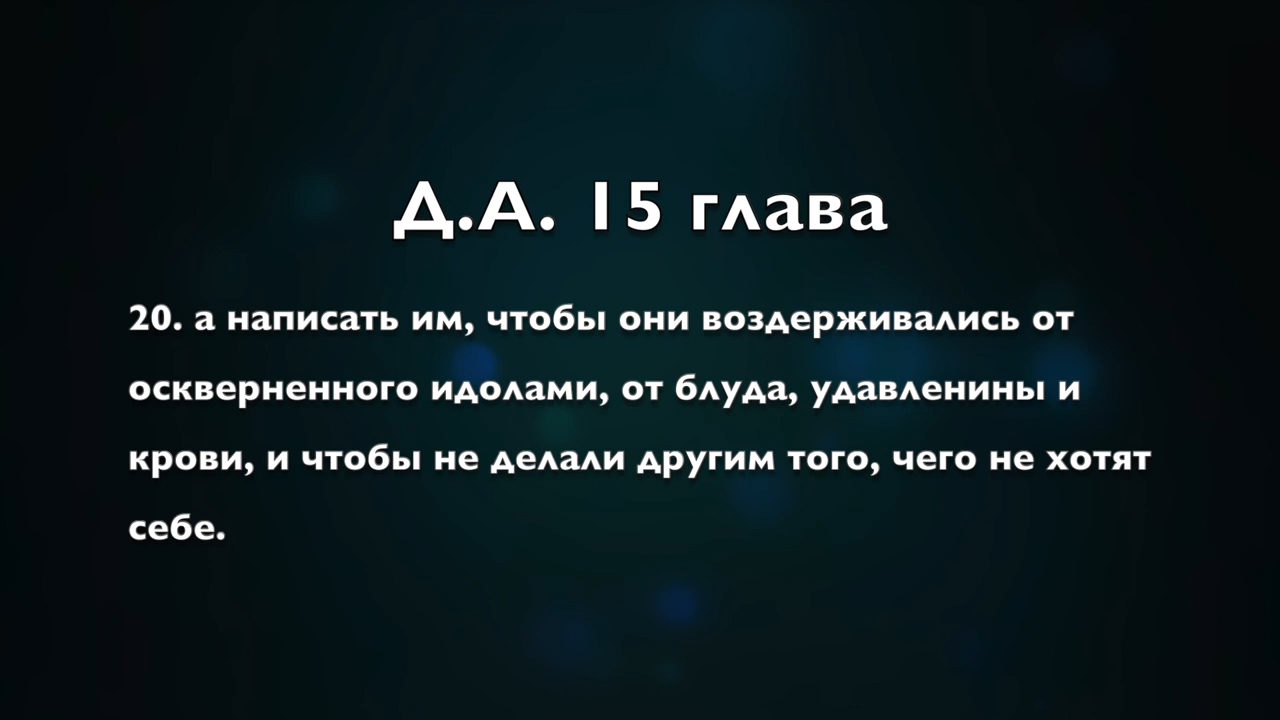 Д.А. 15 глава
20. а написать им, чтобы они воздерживались от
оскверненного идолами, от блуда, удавленины и
крови, и чтобы не делали другим того, чего не хотят
себе.